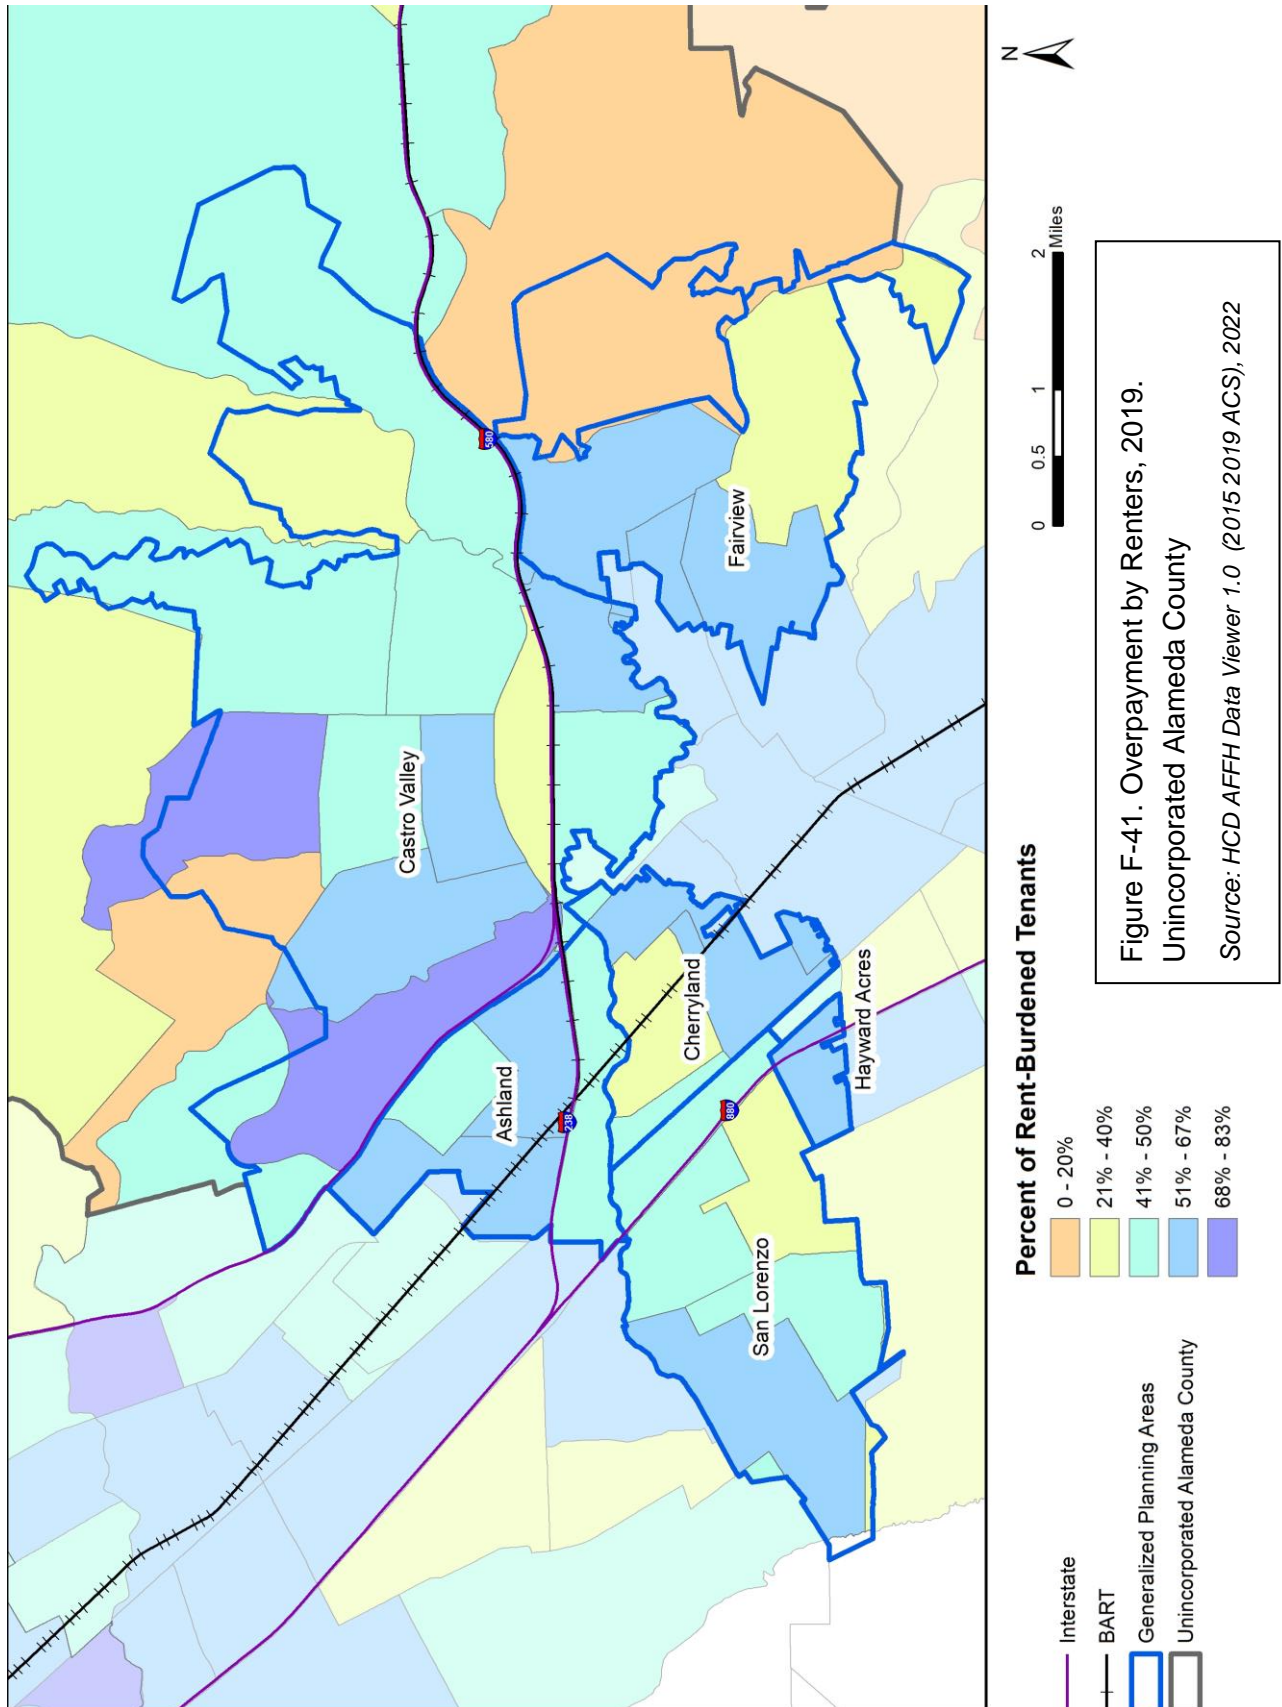 Castro Valley
Ashland
Cherryland
Fairview
San Lorenzo
Hayward Acres
580
238
880
N
0 0.5 1 2
Miles
Interstate
BART
Generalized Planning Areas
Unincorporated Alameda County
Percent of Rent-Burdened Tenants
0 - 20%
21% - 40%
41% - 50%
51% - 67%
68% - 83%
Figure F-41. Overpayment by Renters, 2019.
Unincorporated Alameda County
Source: HCD AFFH Data Viewer 1.0 (2015 2019 ACS), 2022